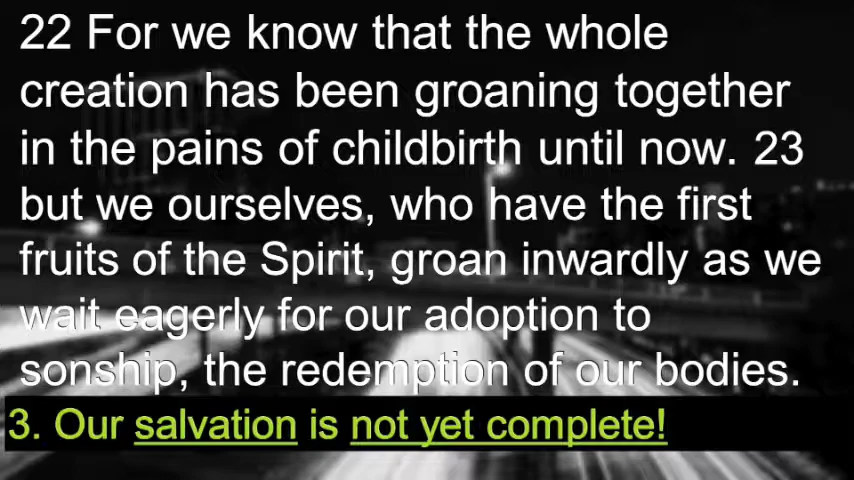 22 For we know that the whole
creation has been groaning together
in the pains of childbirth until now. 23
but we ourselves, who have the first
fruits of the Spirit, groan inwardly as we
wait eagerly for our adoption to
sonship, the redemption of our bodies.
3. Our salvation is not yet complete!